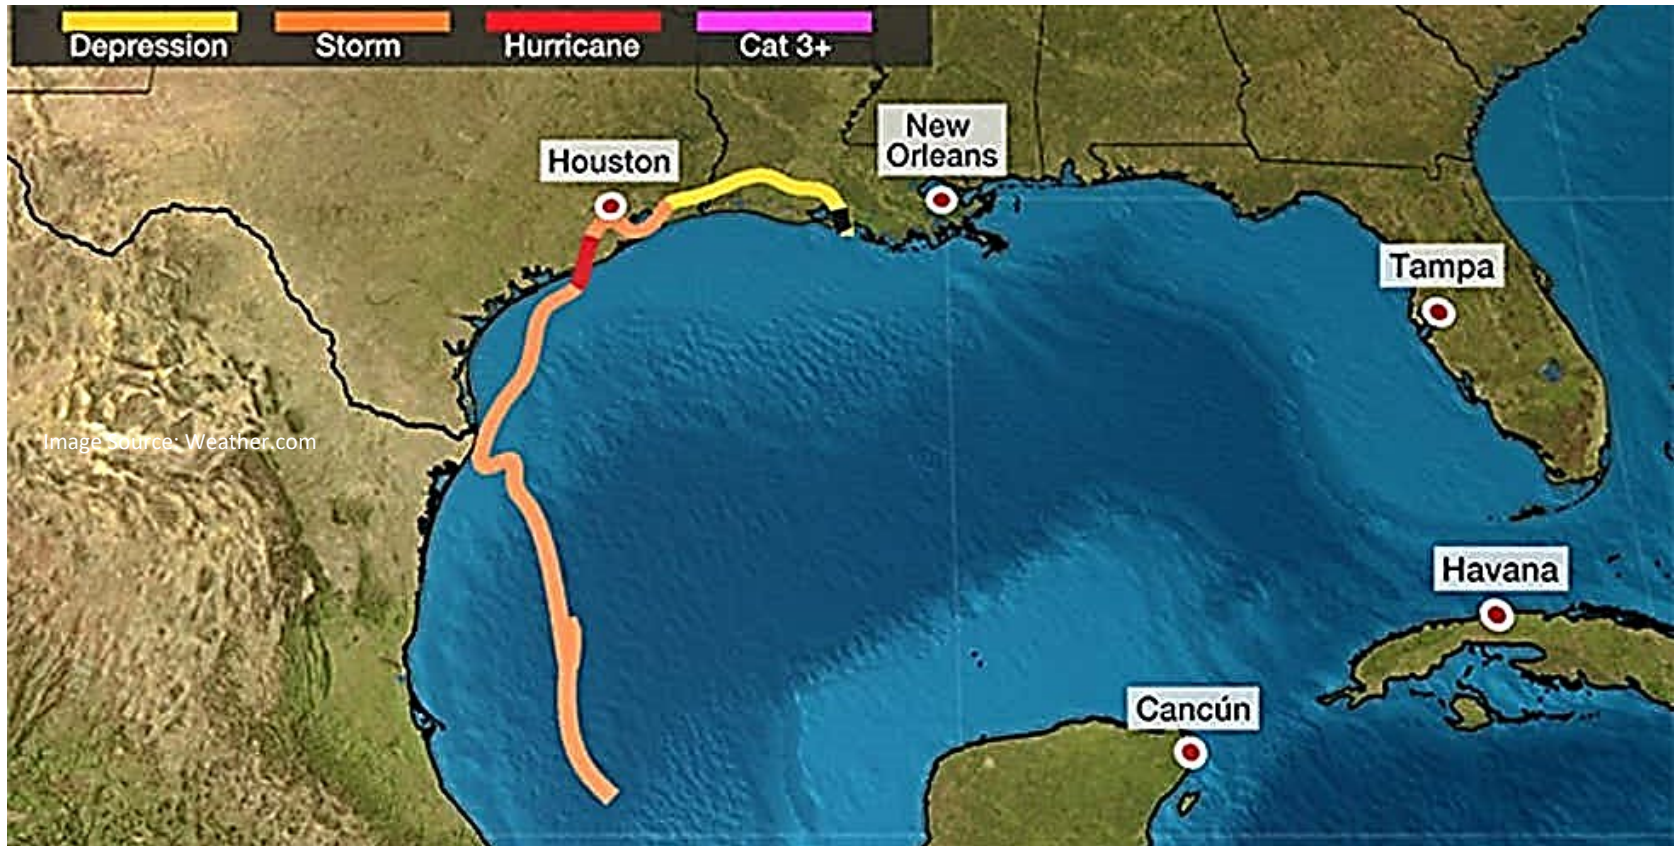 Depression
Storm
Hurricane
Cat 3+
Houston
New
Orleans
Tampa
Image Source: Weather.com
Havana
Cancún